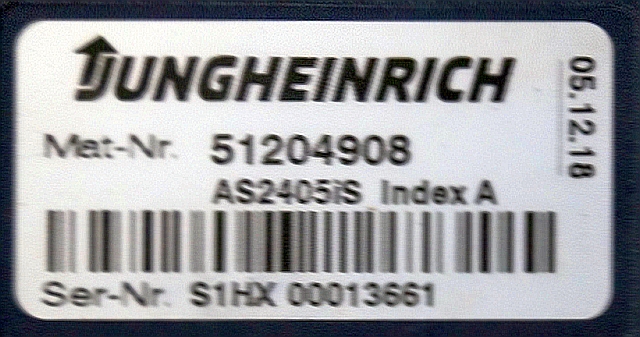 JUNGHEINRICH
05.12.18
Mat-Nr. 51204908
AS2405iS Index A
Ser-Nr. S1HX 00013661